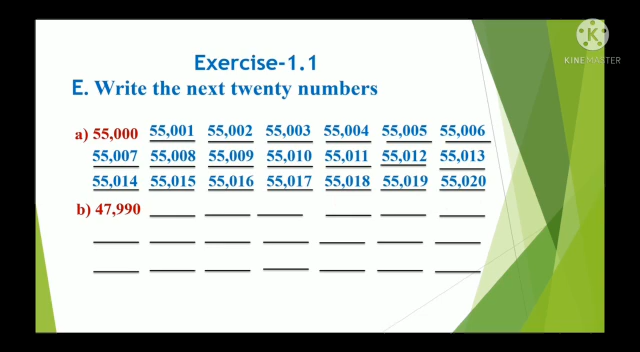 Exercise-1.1
K
KINEMASTER
E. Write the next twenty numbers
a) 55,000 55,001 55,002 55,003 55,004 55,005 55,006
55,007 55,008 55,009 55,010 55,011 55,012 55,013
55,014 55,015 55,016 55,017 55,018 55,019 55,020
b) 47,990